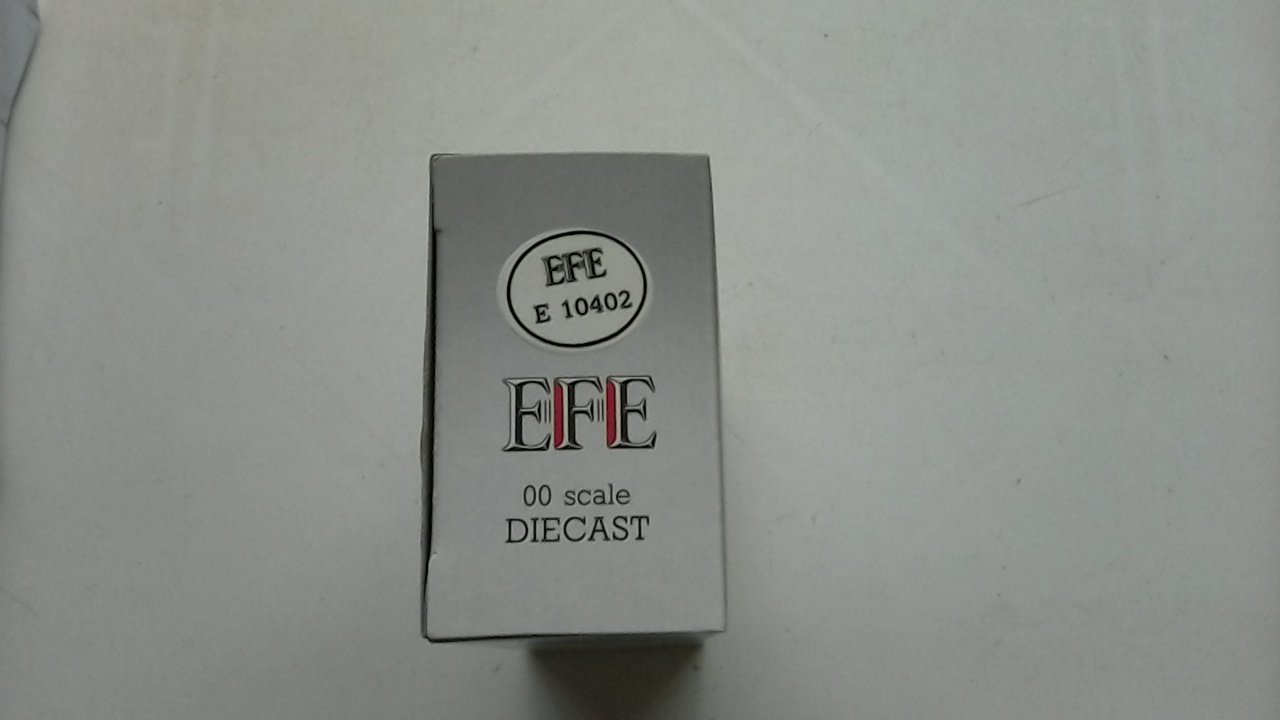 EFE
E 10402
EFE
00 scale
DIECAST